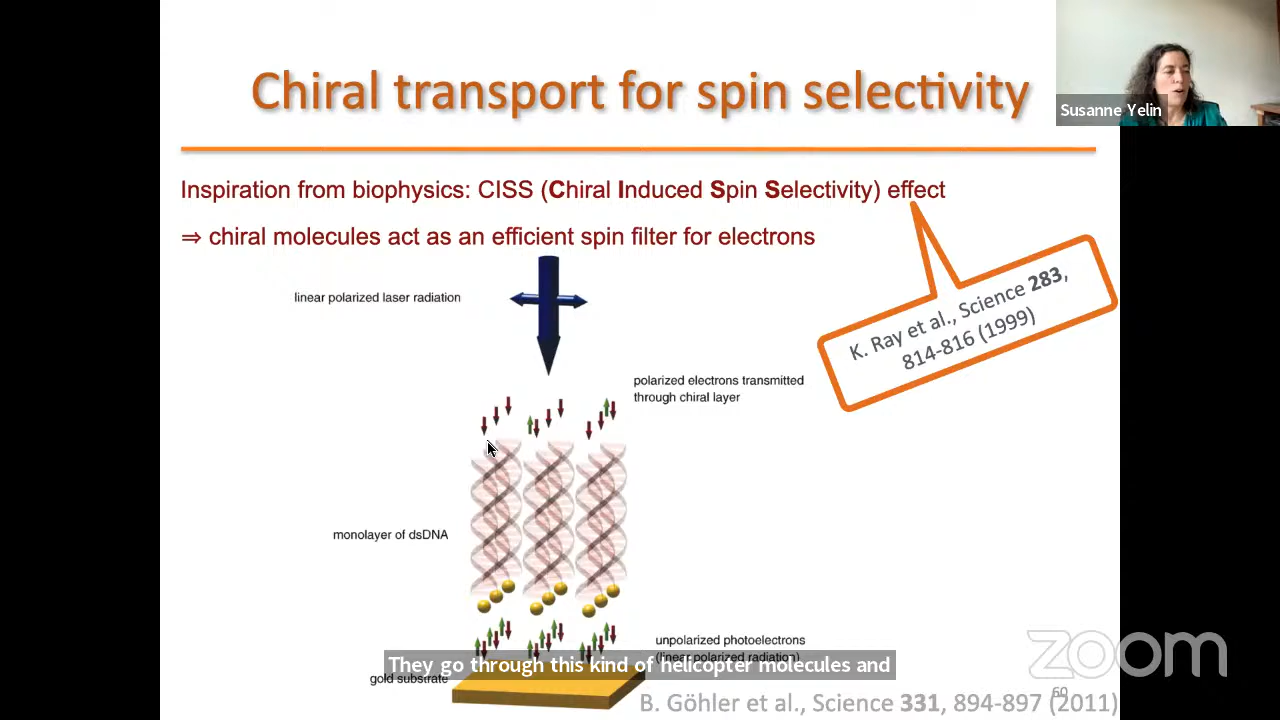 Chiral transport for spin selectivity
Susanne Yelin
Inspiration from biophysics: CISS (Chiral Induced Spin Selectivity) effect
⇒ chiral molecules act as an efficient spin filter for electrons
linear polarized laser radiation
K. Ray et al., Science 283,
814-816 (1999)
polarized electrons transmitted
through chiral layer
monolayer of dsDNA
unpolarized photoelectrons
(linear polarized radiation)
They go through this kind of helicopter molecules and
gold substrate
zoom
60
B. Göhler et al., Science 331, 894-897 (2011)